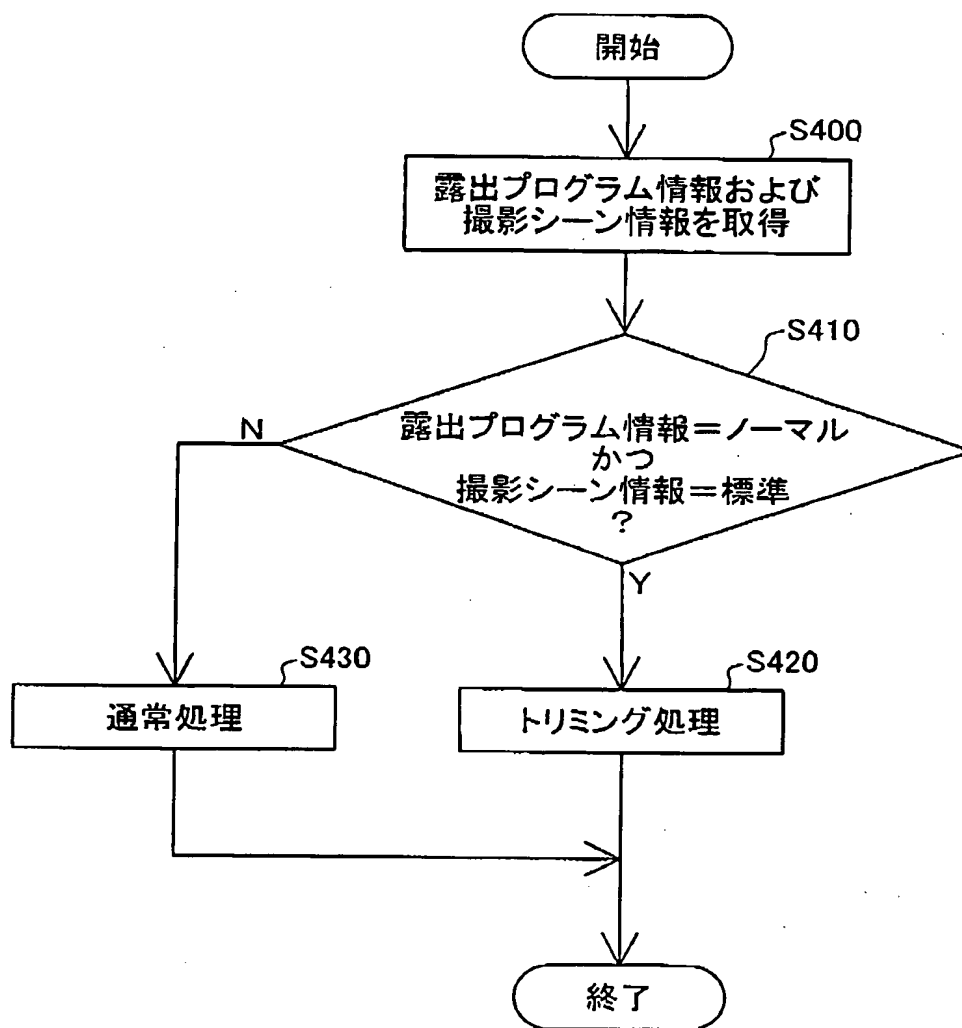 開始
S400
露出プログラム情報および
撮影シーン情報を取得
S410
露出プログラム情報＝ノーマル
かつ
撮影シーン情報＝標準
？
N
Y
S430
通常処理
S420
トリミング処理
終了